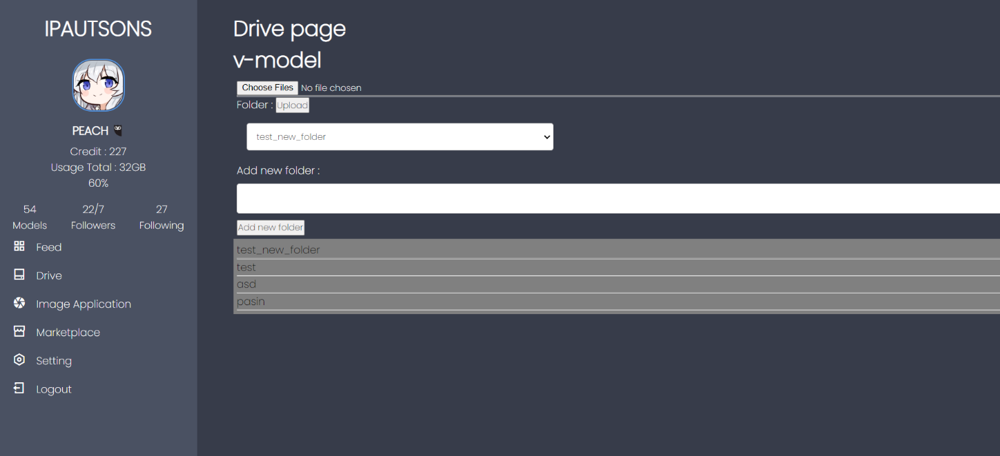 IPAUTSONS
PEACH
Credit : 227
Usage Total : 32GB
60%
54 22/7 27
Models Followers Following
Feed
Drive
Image Application
Marketplace
Setting
Logout
Drive page
v-model
Choose Files No file chosen
Folder : Upload
test_new_folder
Add new folder :
Add new folder
test_new_folder
test
asd
pasin